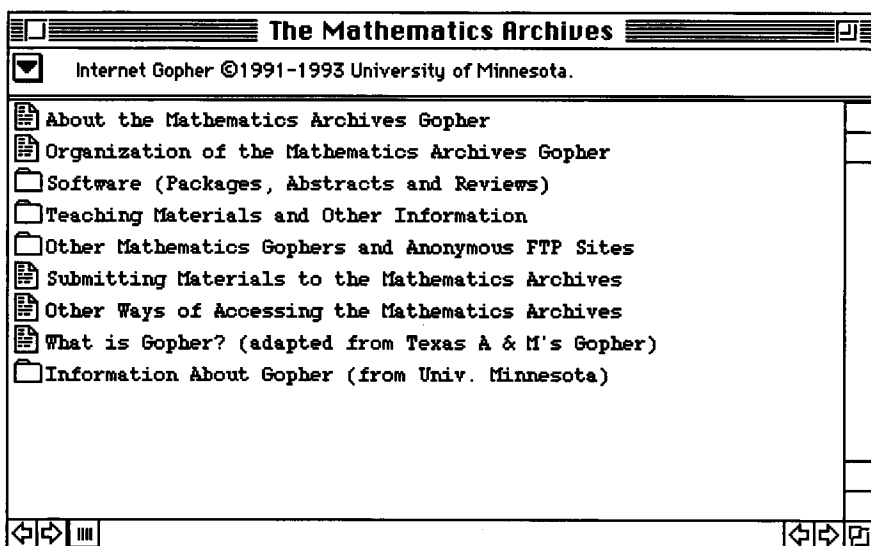 The Mathematics Archives
Internet Gopher ©1991-1993 University of Minnesota.
About the Mathematics Archives Gopher
Organization of the Mathematics Archives Gopher
Software (Packages, Abstracts and Reviews)
Teaching Materials and Other Information
Other Mathematics Gophers and Anonymous FTP Sites
Submitting Materials to the Mathematics Archives
Other Ways of Accessing the Mathematics Archives
What is Gopher? (adapted from Texas A & M's Gopher)
Information About Gopher (from Univ. Minnesota)